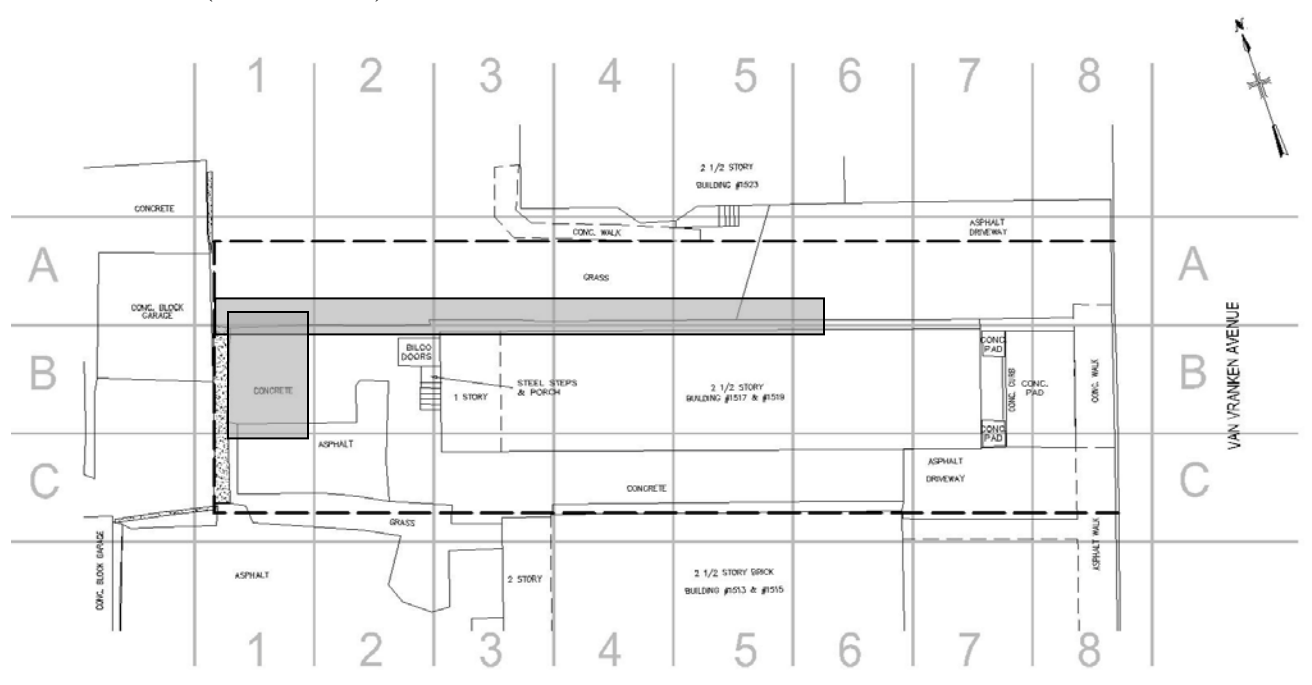 N
1 2 3 4 5 6 7 8
2 1/2 STORY
BUILDING #1523
CONCRETE
ASPHALT
DRIVEWAY
CONC. WALK
A
A
GRASS
CONC. BLOCK
GARAGE
VAN VRANKEN AVENUE
BILCO
DOORS
CONC
PAD
B
B
STEEL STEPS
& PORCH
1 STORY
2 1/2 STORY
BUILDING #1517 & #1519
CONCRETE
CONC. CURB
CONC.
PAD
CONC. WALK
CONC
PAD
ASPHALT
ASPHALT
DRIVEWAY
C
C
CONCRETE
GRASS
CONC. BLOCK GARAGE
ASPHALT WALK
ASPHALT
2 STORY
2 1/2 STORY BRICK
BUILDING #1513 & #1515
1 2 3 4 5 6 7 8